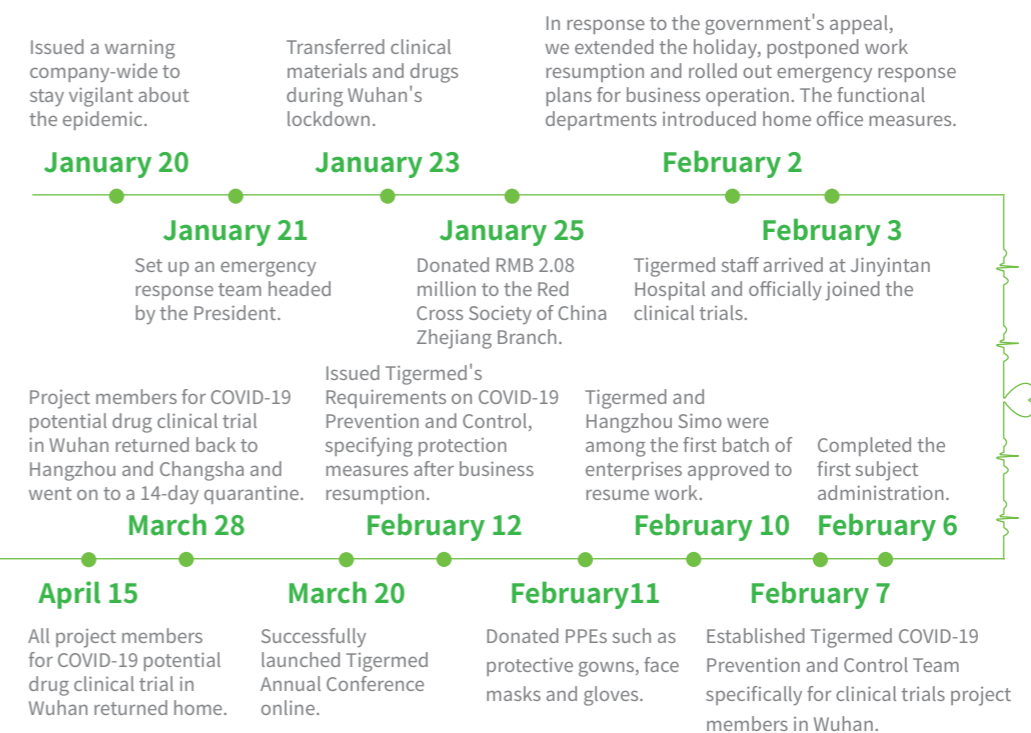 Issued a warning
company-wide to
stay vigilant about
the epidemic.
January 20
January 21
Set up an emergency
response team headed
by the President.
Transferred clinical
materials and drugs
during Wuhan's
lockdown.
January 23
January 25
Donated RMB 2.08
million to the Red
Cross Society of China
Zhejiang Branch.
In response to the government's appeal,
we extended the holiday, postponed work
resumption and rolled out emergency response
plans for business operation. The functional
departments introduced home office measures.
February 2
February 3
Tigermed staff arrived at Jinyintan
Hospital and officially joined the
clinical trials.
Completed the
first subject
administration.
February 6
February 7
Established Tigermed COVID-19
Prevention and Control Team
specifically for clinical trials project
members in Wuhan.
Tigermed and
Hangzhou Simo were
among the first batch of
enterprises approved to
resume work.
February 10
February11
Donated PPEs such as
protective gowns, face
masks and gloves.
Issued Tigermed's
Requirements on COVID-19
Prevention and Control,
specifying protection
measures after business
resumption.
February 12
March 20
Successfully
launched Tigermed
Annual Conference
online.
Project members for COVID-19
potential drug clinical trial
in Wuhan returned back to
Hangzhou and Changsha and
went on to a 14-day quarantine.
March 28
April 15
All project members
for COVID-19 potential
drug clinical trial in
Wuhan returned home.